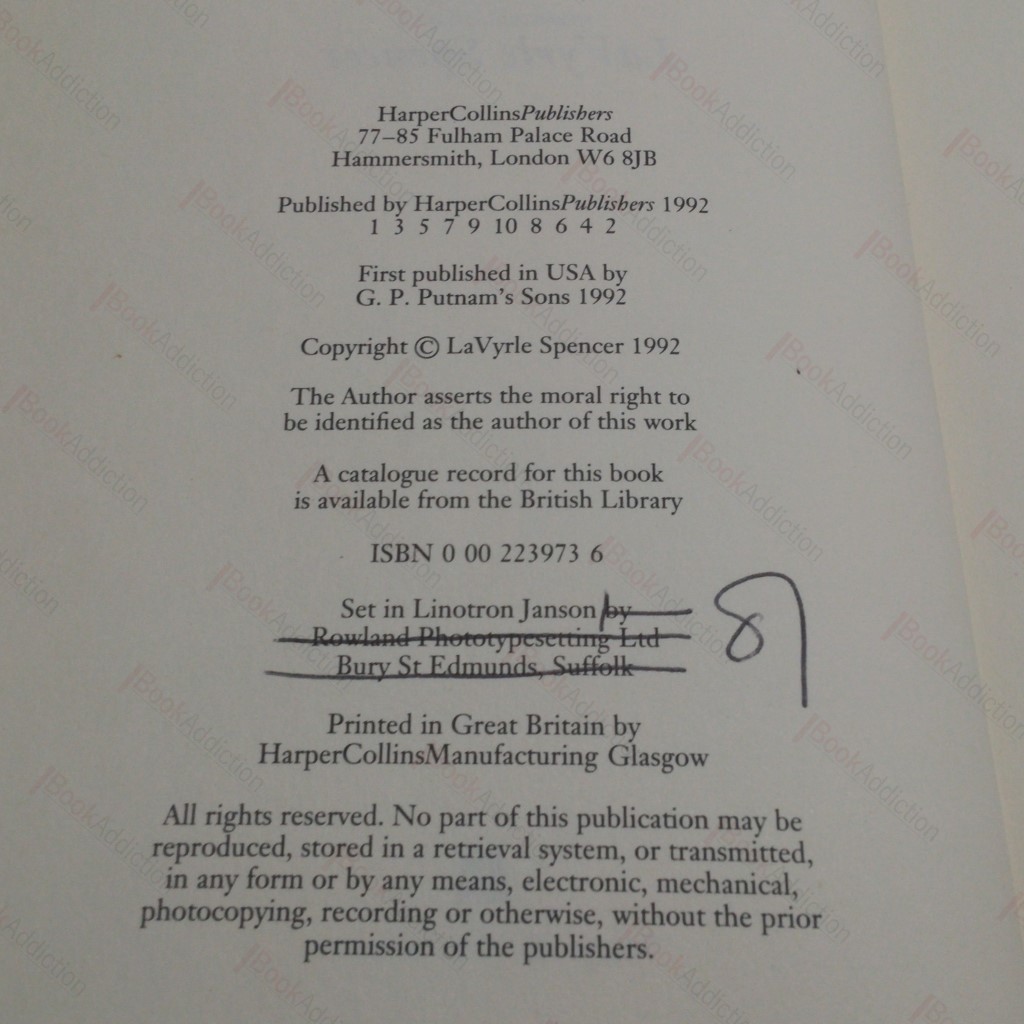 HarperCollinsPublishers
77–85 Fulham Palace Road
Hammersmith, London W6 8JB
Published by HarperCollinsPublishers 1992
1 3 5 7 9 10 8 6 4 2
First published in USA by
G. P. Putnam's Sons 1992
Copyright © LaVyrle Spencer 1992
The Author asserts the moral right to
be identified as the author of this work
A catalogue record for this book
is available from the British Library
ISBN 0 00 223973 6
Set in Linotron Janson by
Rowland Phototypesetting Ltd
Bury St Edmunds, Suffolk
Printed in Great Britain by
HarperCollinsManufacturing Glasgow
All rights reserved. No part of this publication may be
reproduced, stored in a retrieval system, or transmitted,
in any form or by any means, electronic, mechanical,
photocopying, recording or otherwise, without the prior
permission of the publishers.
BookAddiction